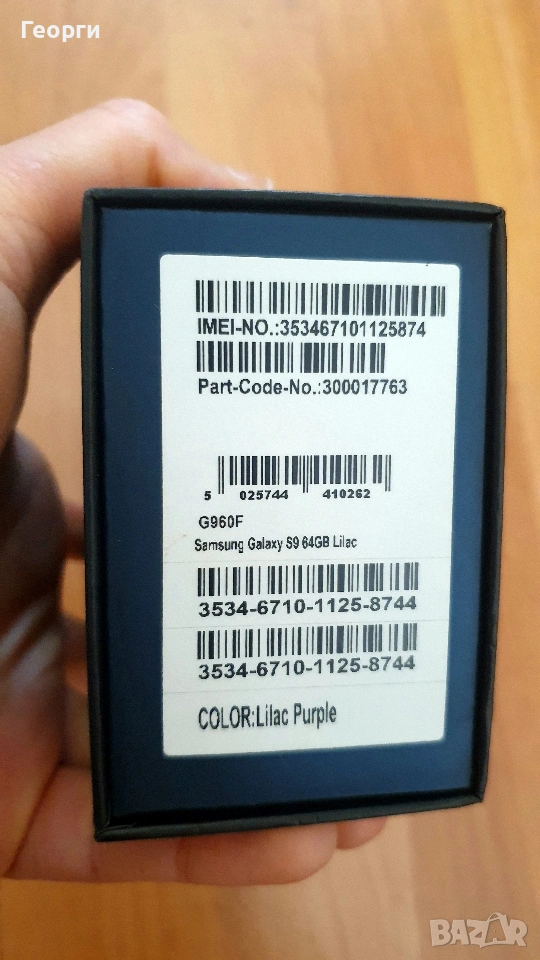 Георги
IMEI-NO.:353467101125874
Part-Code-No.:300017763
5 025744 410262
G960F
Samsung Galaxy S9 64GB Lilac
3534-6710-1125-8744
3534-6710-1125-8744
COLOR:Lilac Purple
BAZAR